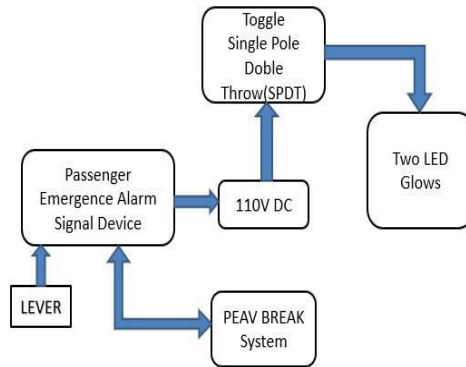 Toggle
Single Pole
Doble
Throw(SPDT)
Two LED
Glows
Passenger
Emergence Alarm
Signal Device
110V DC
LEVER
PEAV BREAK
System